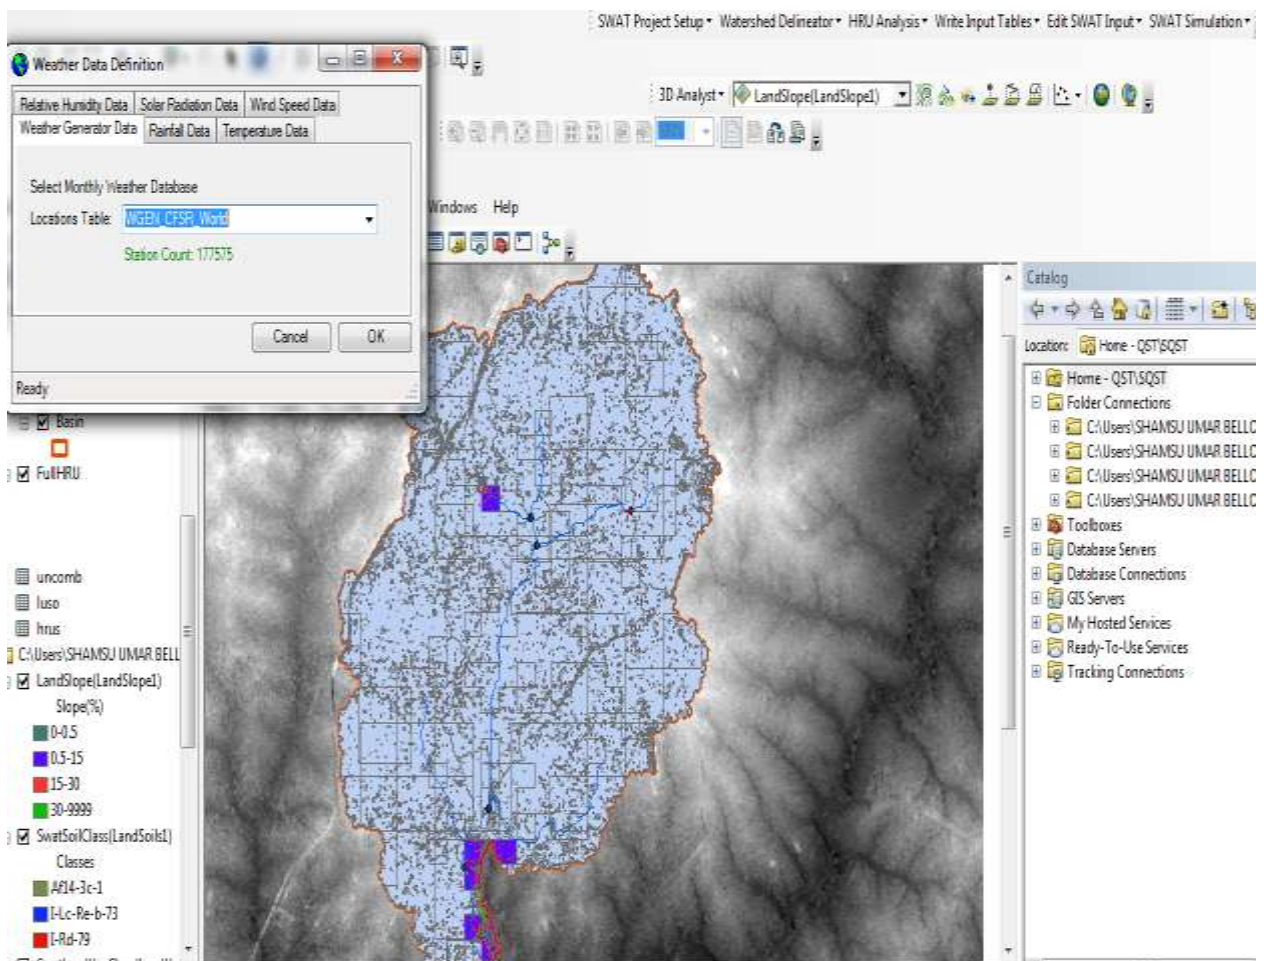 SWAT Project Setup Watershed Delineator HRU Analysis Write Input Tables Edit SWAT Input SWAT Simulation
Weather Data Definition
Relative Humidity Data Solar Radiation Data Wind Speed Data
Weather Generator Data Rainfall Data Temperature Data
Select Monthly Weather Database
Locations Table: WGEN_CFSR_World
Station Count: 177575
Cancel OK
Ready
3D Analyst LandSlope(LandSlope1)
Windows Help
Basin
FullHRU
uncomb
luso
hrus
C:\Users\SHAMSU UMAR BELL
LandSlope(LandSlope1)
Slope(%)
0-0.5
0.5-15
15-30
30-9999
SwatSoilClass(LandSoils1)
Classes
Af14-3c-1
I-Lc-Re-b-73
I-Rd-79
Catalog
Location: Home - QST\SQST
Home - QST\SQST
Folder Connections
C:\Users\SHAMSU UMAR BELLO
C:\Users\SHAMSU UMAR BELLO
C:\Users\SHAMSU UMAR BELLO
C:\Users\SHAMSU UMAR BELLO
Toolboxes
Database Servers
Database Connections
GIS Servers
My Hosted Services
Ready-To-Use Services
Tracking Connections